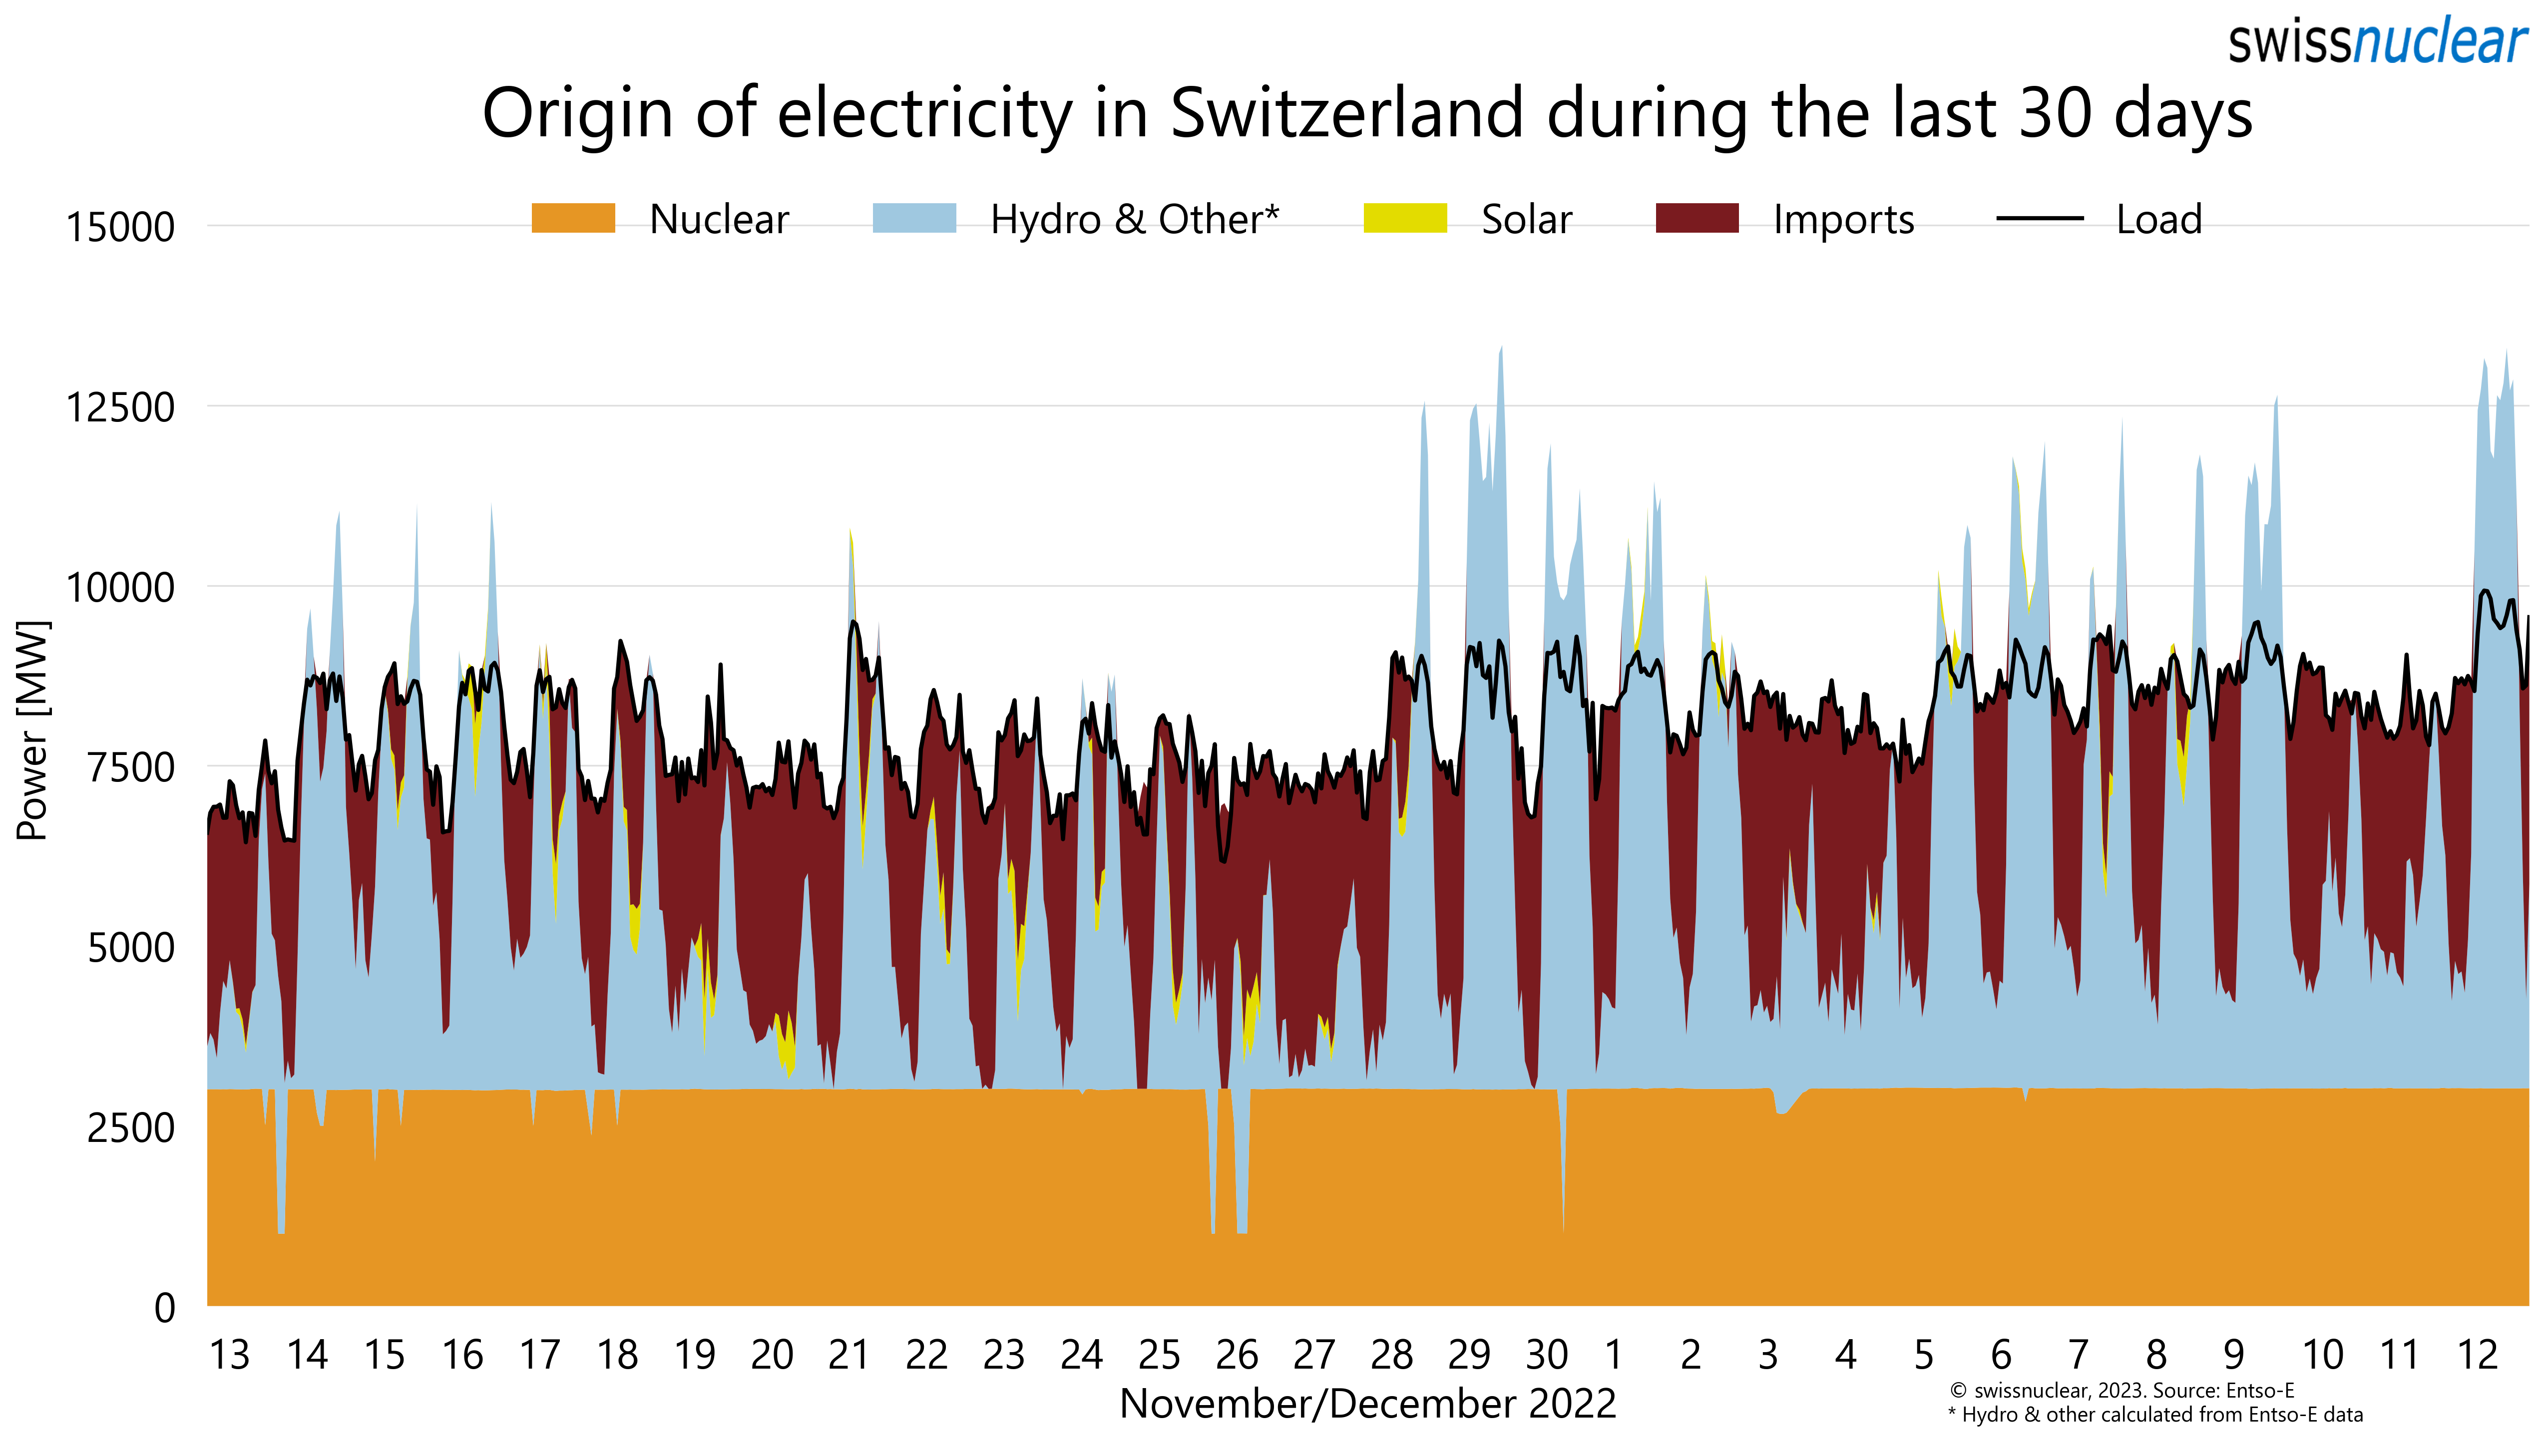 swissnuclear
Origin of electricity in Switzerland during the last 30 days
Nuclear Hydro & Other* Solar Imports Load
15000
12500
10000
7500
5000
2500
0
Power [MW]
13 14 15 16 17 18 19 20 21 22 23 24 25 26 27 28 29 30 1 2 3 4 5 6 7 8 9 10 11 12
November/December 2022
© swissnuclear, 2023. Source: Entso-E
* Hydro & other calculated from Entso-E data